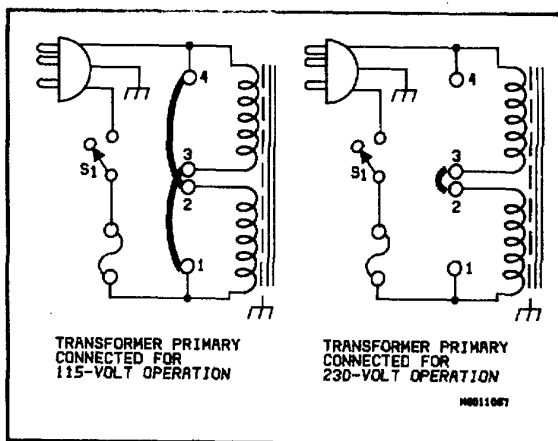 4
3
S1
2
1
TRANSFORMER PRIMARY
CONNECTED FOR
115-VOLT OPERATION
4
3
S1
2
1
TRANSFORMER PRIMARY
CONNECTED FOR
230-VOLT OPERATION